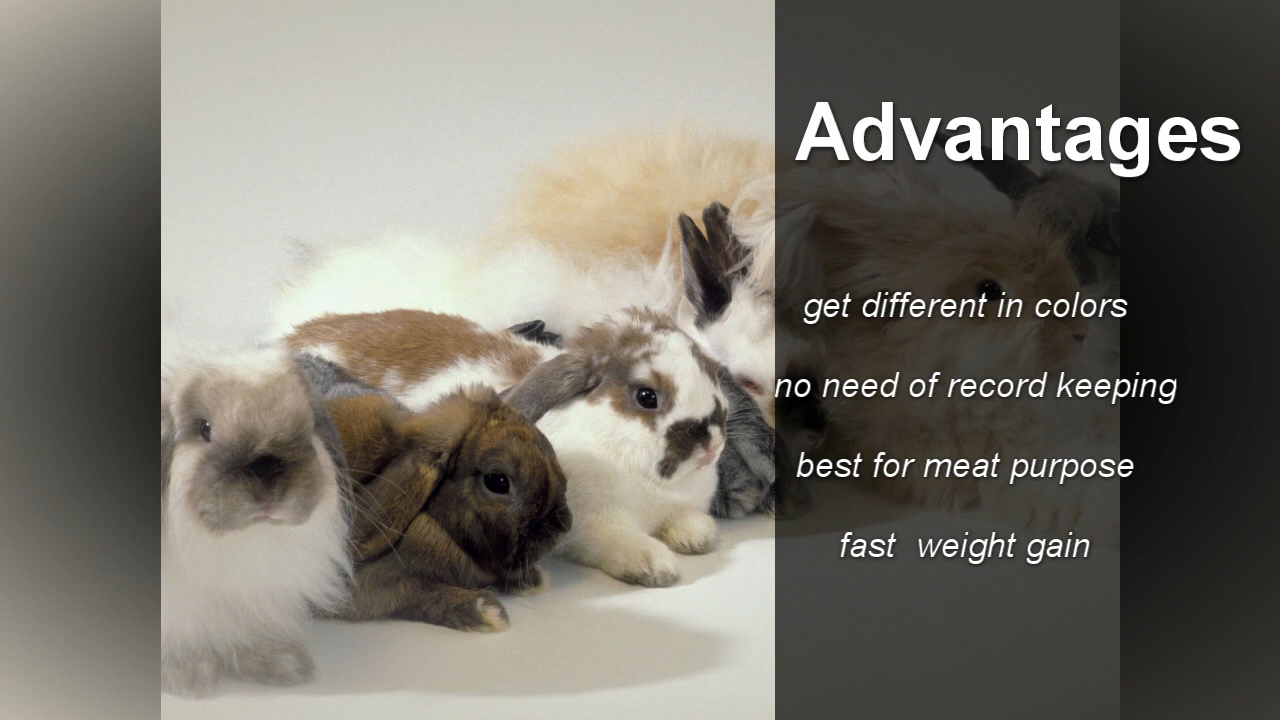 Advantages
get different in colors
no need of record keeping
best for meat purpose
fast  weight gain